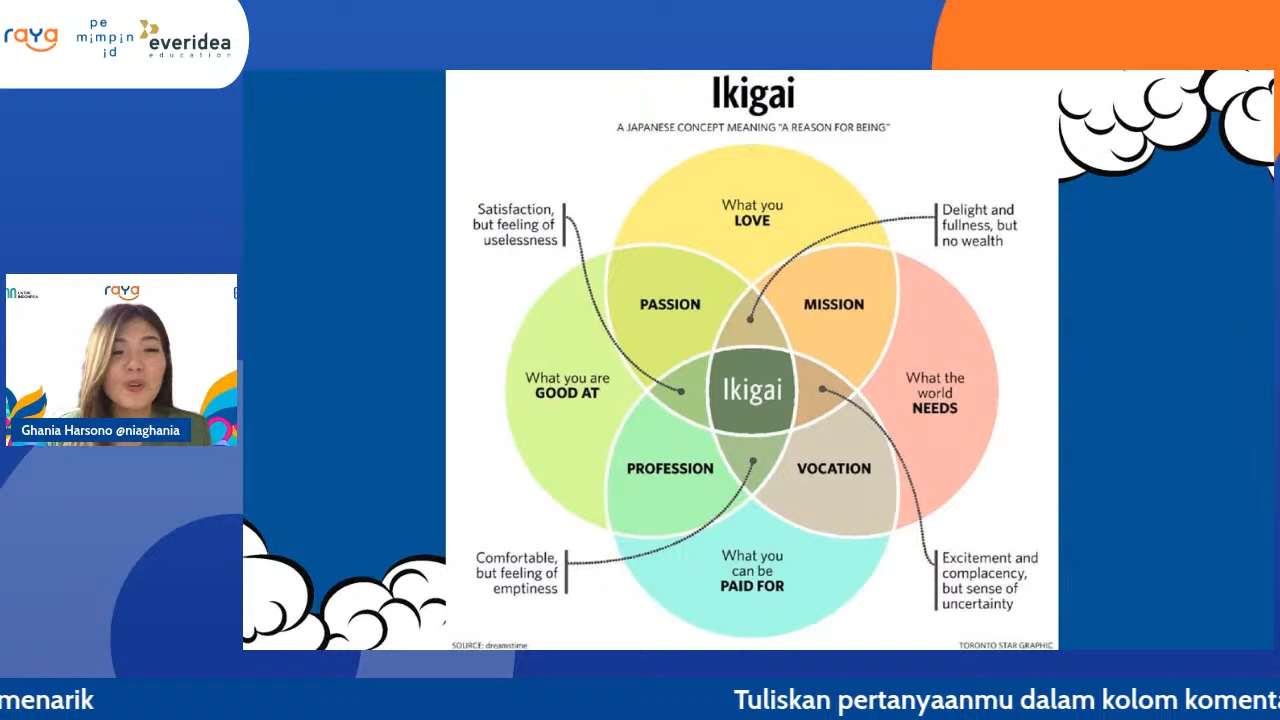 raya
pe
mimpin
id
everidea
education
Ikigai
A JAPANESE CONCEPT MEANING "A REASON FOR BEING"
What you
LOVE
Satisfaction,
but feeling of
uselessness
Delight and
fullness, but
no wealth
PASSION
MISSION
What you are
GOOD AT
Ikigai
What the
world
NEEDS
PROFESSION
VOCATION
Comfortable,
but feeling of
emptiness
What you
can be
PAID FOR
Excitement and
complacency,
but sense of
uncertainty
SOURCE: dreamstime
TORONTO STAR GRAPHIC
raya
UNTUK
INDONESIA
Ghania Harsono @niaghania
menarik
Tuliskan pertanyaanmu dalam kolom komenta